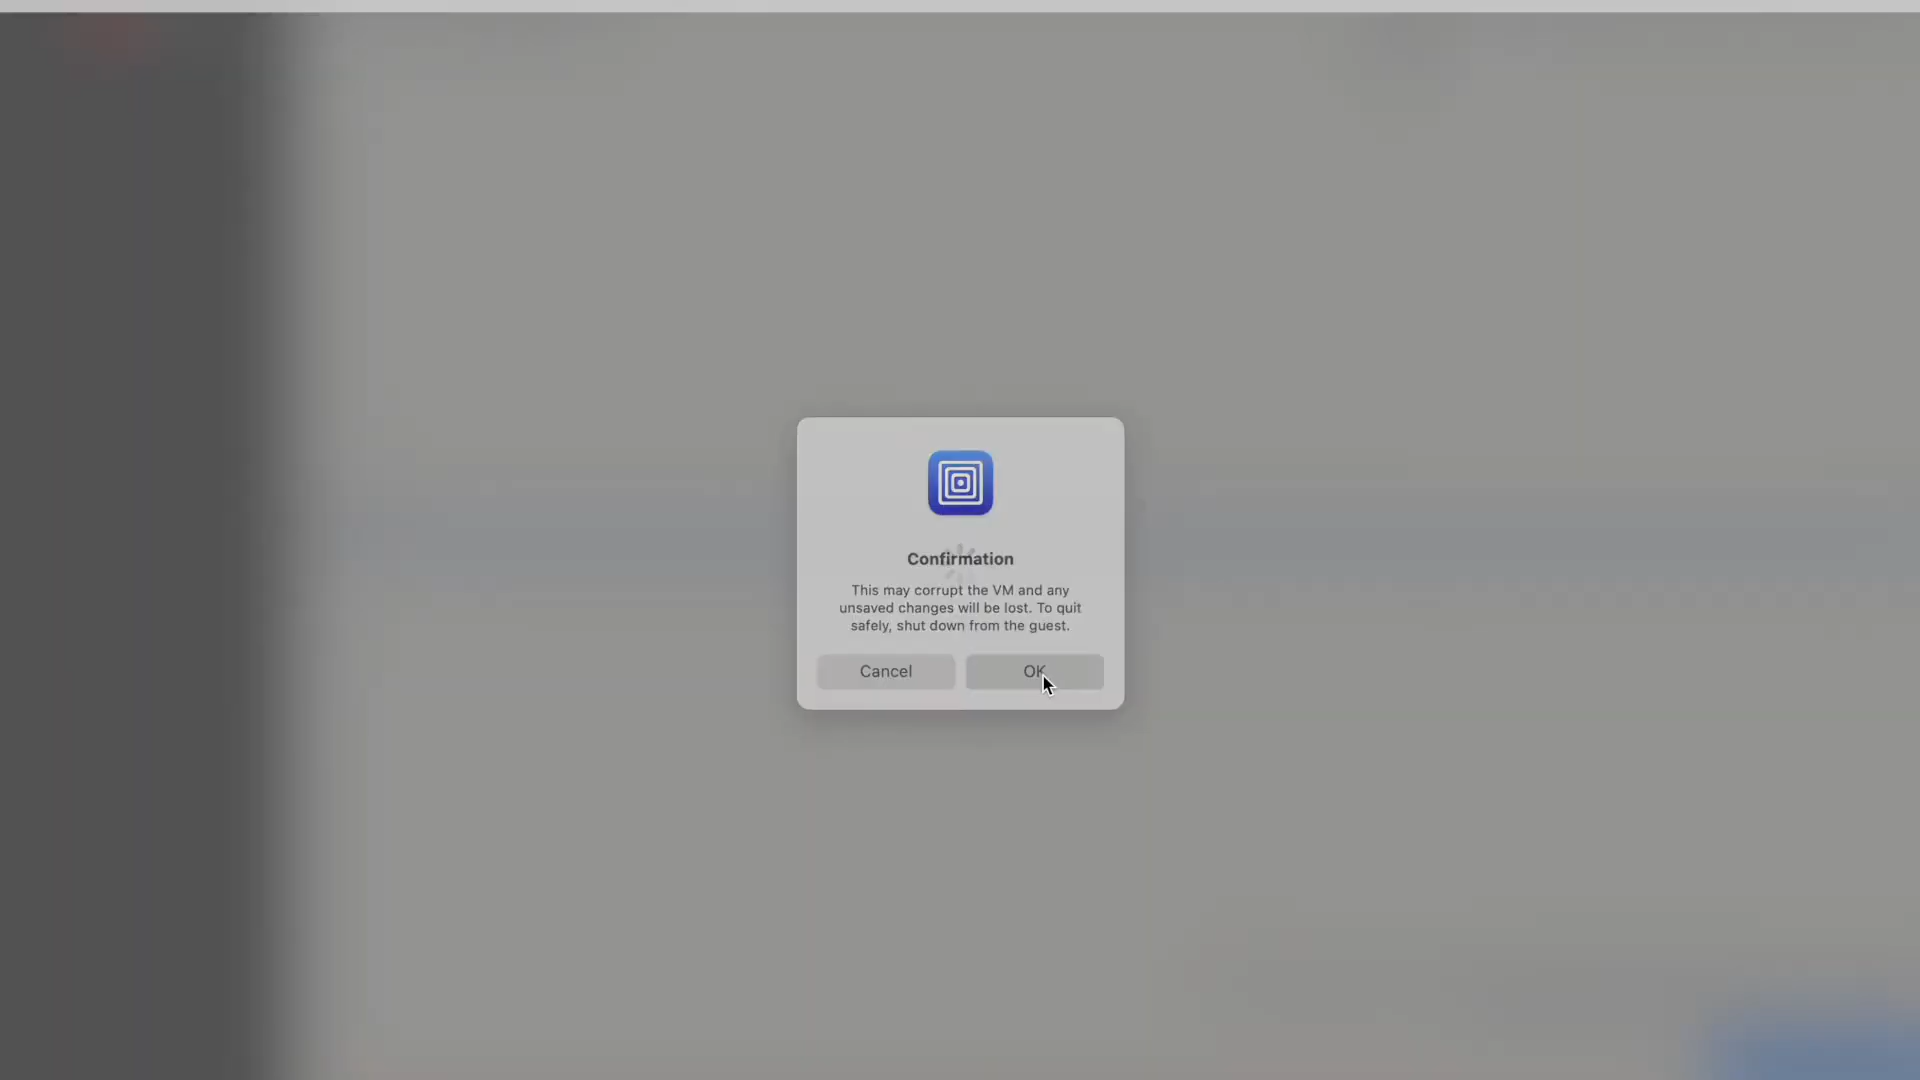 Confirmation
This may corrupt the VM and any
unsaved changes will be lost. To quit
safely, shut down from the guest.
Cancel
OK